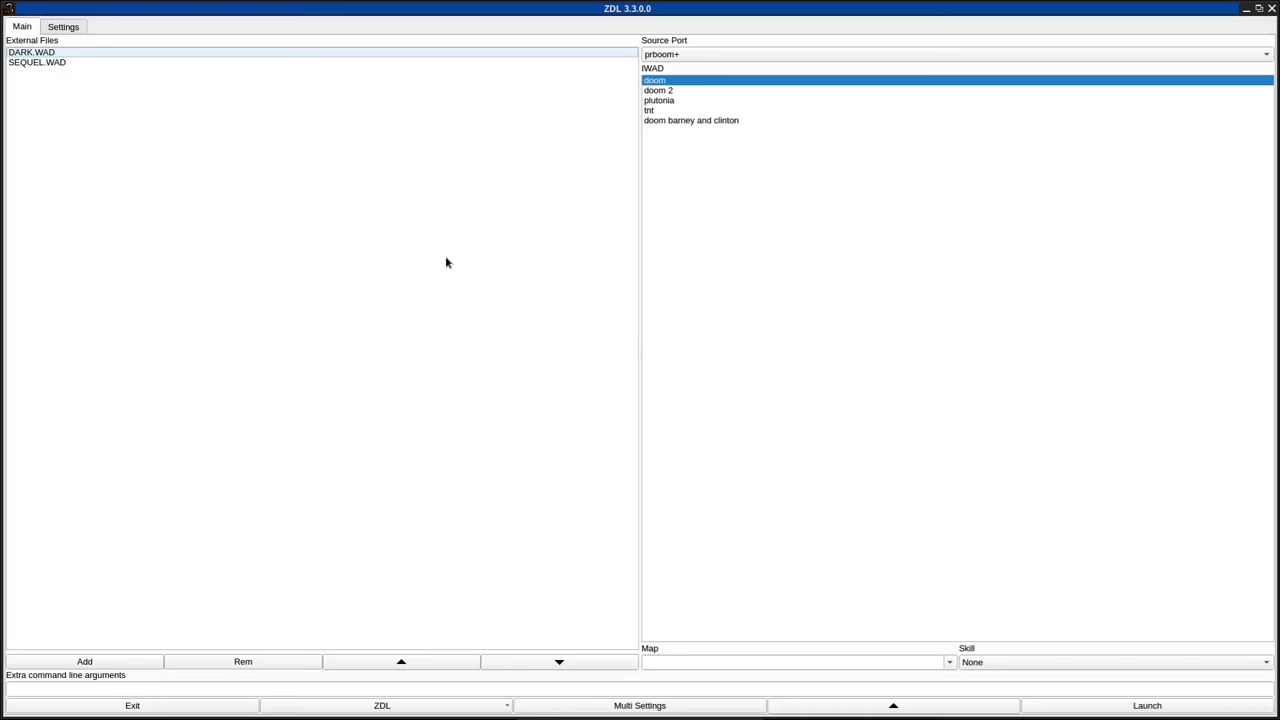 ZDL 3.3.0.0
Main Settings
External Files
DARK.WAD
SEQUEL.WAD
Source Port
prboom+
IWAD
doom
doom 2
plutonia
tnt
doom barney and clinton
Add Rem
Map Skill
None
Extra command line arguments
Exit ZDL Multi Settings Launch